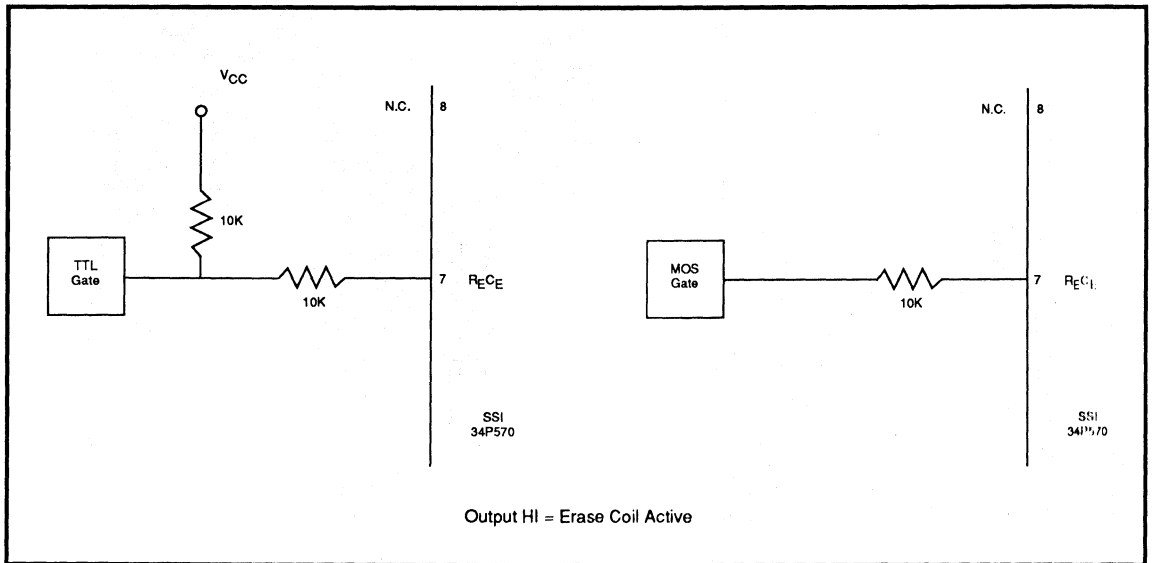 VCC
N.C.
8
10K
TTL
Gate
10K
7
RECE
SSI
34P570
N.C.
8
MOS
Gate
10K
7
SSI
Output HI = Erase Coil Active